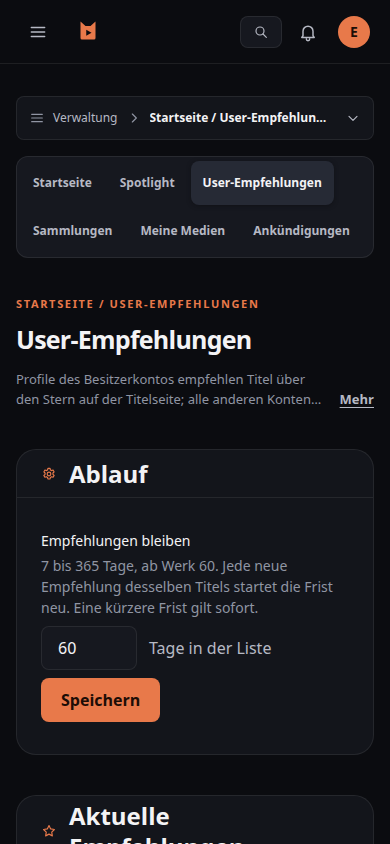 E
Verwaltung
Startseite / User-Empfehlun...
Startseite
Spotlight
User-Empfehlungen
Sammlungen
Meine Medien
Ankündigungen
STARTSEITE / USER-EMPFEHLUNGEN
User-Empfehlungen
Profile des Besitzerkontos empfehlen Titel über
den Stern auf der Titelseite; alle anderen Konten...
Mehr
Ablauf
Empfehlungen bleiben
7 bis 365 Tage, ab Werk 60. Jede neue
Empfehlung desselben Titels startet die Frist
neu. Eine kürzere Frist gilt sofort.
60
Tage in der Liste
Speichern
Aktuelle
Empfehlungen